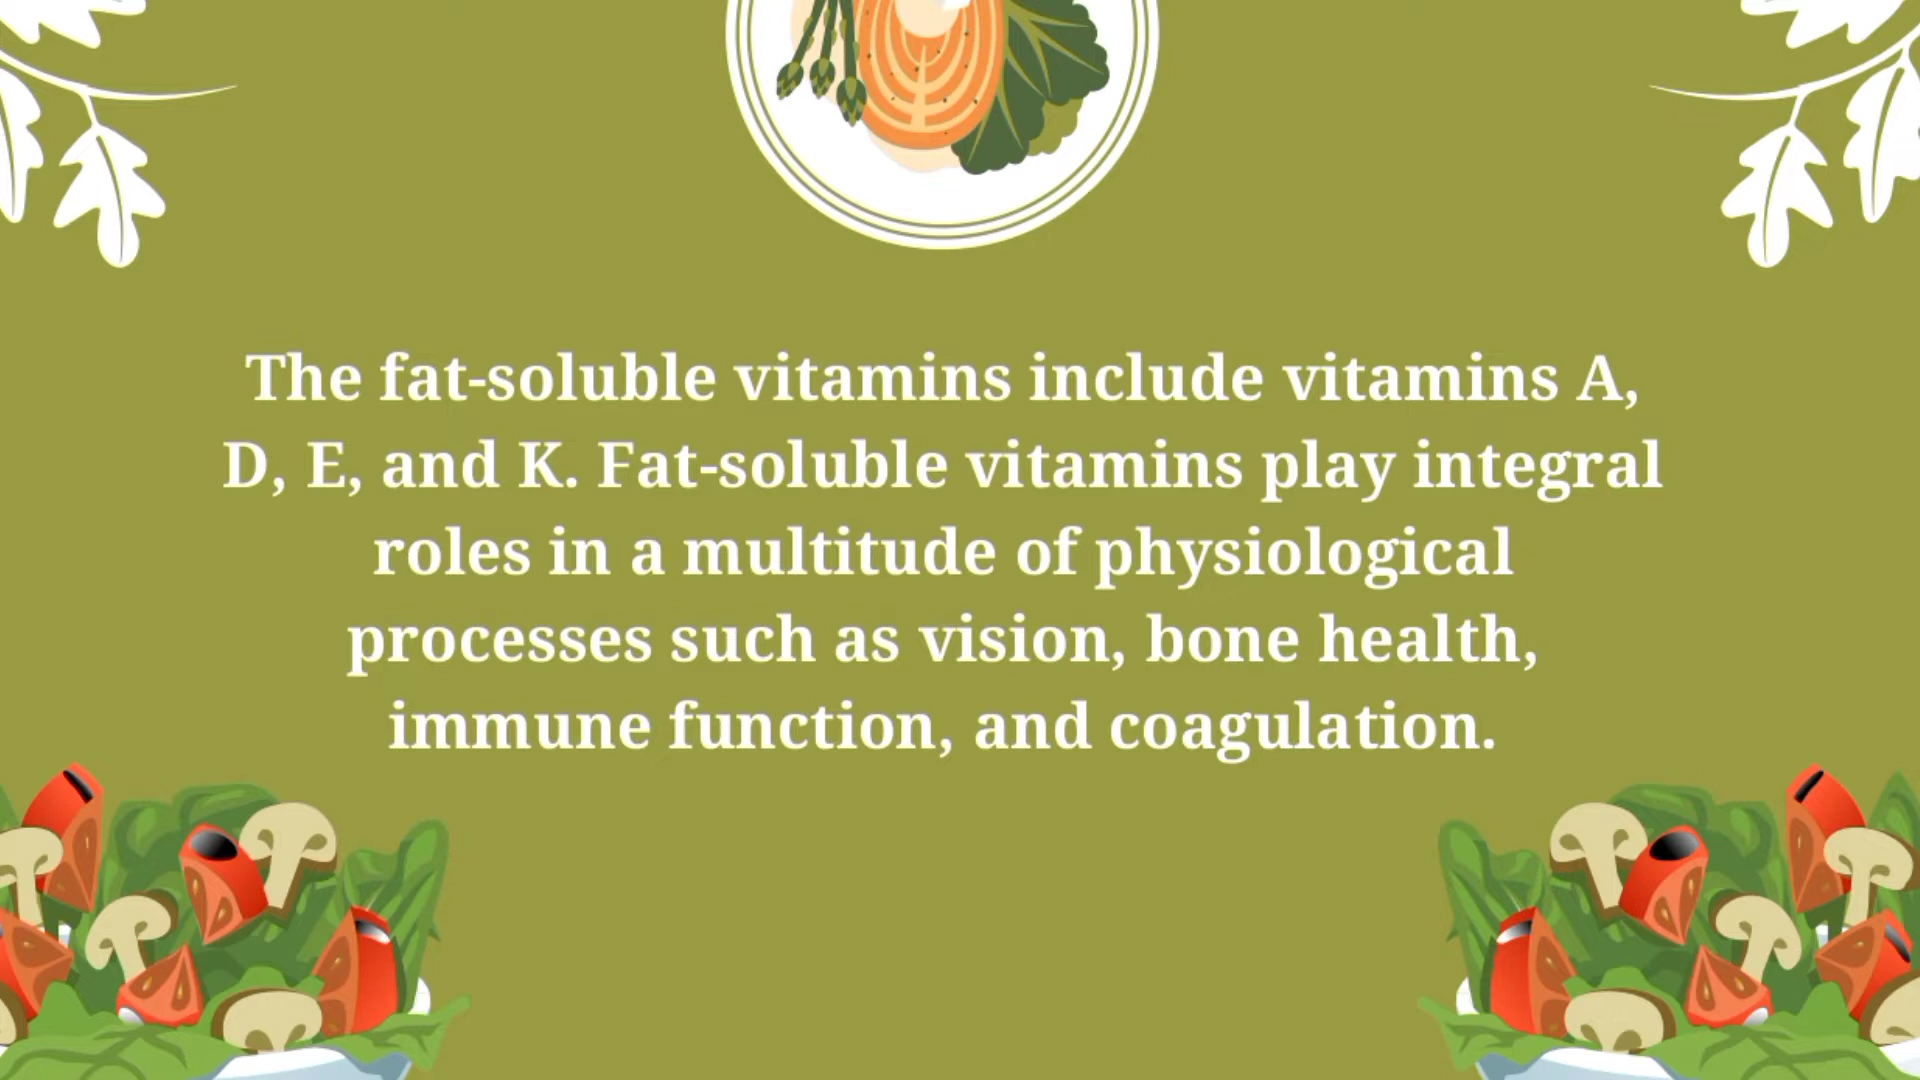 The fat-soluble vitamins include vitamins A,
D, E, and K. Fat-soluble vitamins play integral
roles in a multitude of physiological
processes such as vision, bone health,
immune function, and coagulation.